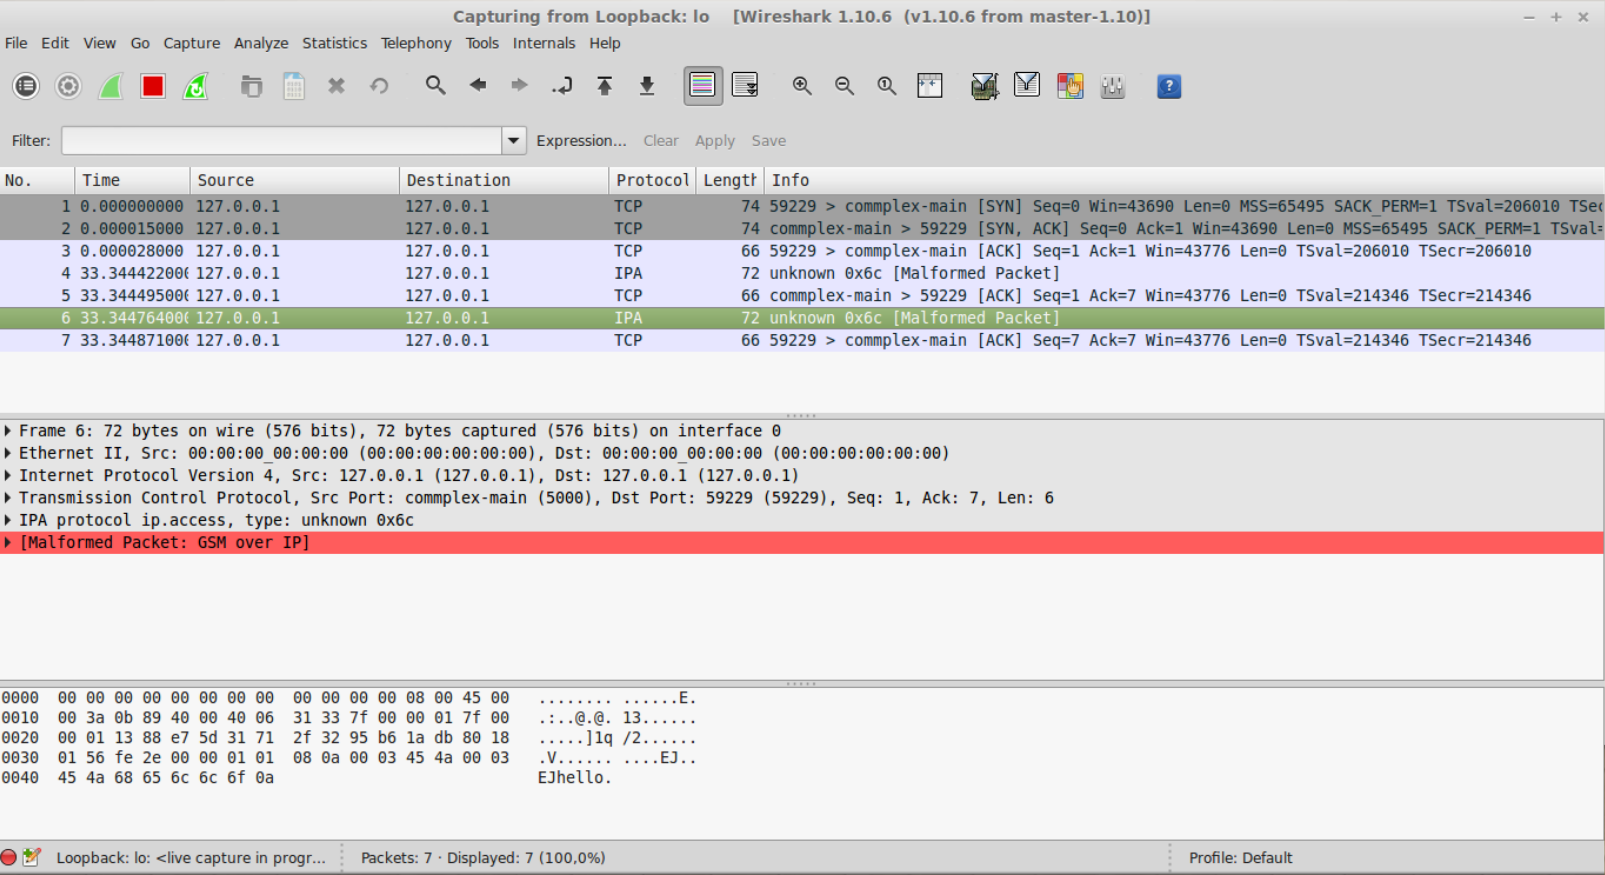 Capturing from Loopback: lo [Wireshark 1.10.6 (v1.10.6 from master-1.10)]
File Edit View Go Capture Analyze Statistics Telephony Tools Internals Help
Filter: Expression... Clear Apply Save
No. Time Source Destination Protocol Length Info
1 0.000000000 127.0.0.1 127.0.0.1 TCP 74 59229 > commplex-main [SYN] Seq=0 Win=43690 Len=0 MSS=65495 SACK_PERM=1 TSval=206010 TSec
2 0.000015000 127.0.0.1 127.0.0.1 TCP 74 commplex-main > 59229 [SYN, ACK] Seq=0 Ack=1 Win=43690 Len=0 MSS=65495 SACK_PERM=1 TSval=
3 0.000028000 127.0.0.1 127.0.0.1 TCP 66 59229 > commplex-main [ACK] Seq=1 Ack=1 Win=43776 Len=0 TSval=206010 TSecr=206010
4 33.344422000 127.0.0.1 127.0.0.1 IPA 72 unknown 0x6c [Malformed Packet]
5 33.344495000 127.0.0.1 127.0.0.1 TCP 66 commplex-main > 59229 [ACK] Seq=1 Ack=7 Win=43776 Len=0 TSval=214346 TSecr=214346
6 33.344764000 127.0.0.1 127.0.0.1 IPA 72 unknown 0x6c [Malformed Packet]
7 33.344871000 127.0.0.1 127.0.0.1 TCP 66 59229 > commplex-main [ACK] Seq=7 Ack=7 Win=43776 Len=0 TSval=214346 TSecr=214346
Frame 6: 72 bytes on wire (576 bits), 72 bytes captured (576 bits) on interface 0
Ethernet II, Src: 00:00:00_00:00:00 (00:00:00:00:00:00), Dst: 00:00:00_00:00:00 (00:00:00:00:00:00)
Internet Protocol Version 4, Src: 127.0.0.1 (127.0.0.1), Dst: 127.0.0.1 (127.0.0.1)
Transmission Control Protocol, Src Port: commplex-main (5000), Dst Port: 59229 (59229), Seq: 1, Ack: 7, Len: 6
IPA protocol ip.access, type: unknown 0x6c
[Malformed Packet: GSM over IP]
0000 00 00 00 00 00 00 00 00 00 00 00 00 08 00 45 00 ........ ......E.
0010 00 3a 0b 89 40 00 40 06 31 33 7f 00 00 01 7f 00 .:..@.@. 13......
0020 00 01 13 88 e7 5d 31 71 2f 32 95 b6 1a db 80 18 .....]1q /2......
0030 01 56 fe 2e 00 00 01 01 08 0a 00 03 45 4a 00 03 .V...... ....EJ..
0040 45 4a 68 65 6c 6c 6f 0a EJhello.
Loopback: lo: <live capture in progr... Packets: 7 · Displayed: 7 (100,0%) Profile: Default